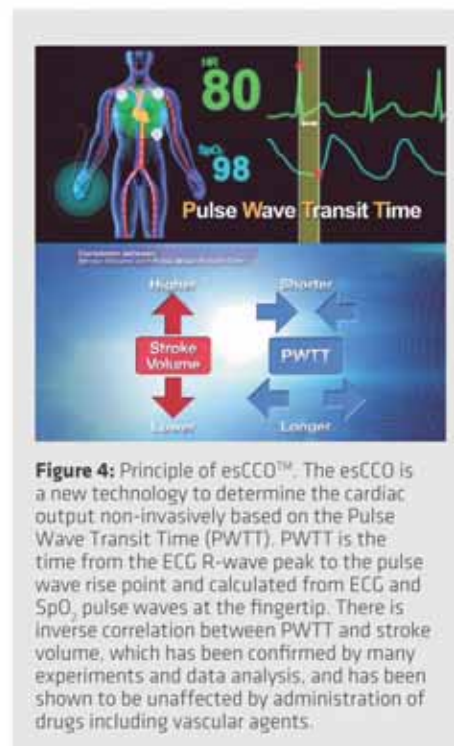 HR
80
SpO2
98
Pulse Wave Transit Time
Higher
Shorter
Stroke
Volume
PWTT
Lower
Longer
Figure 4: Principle of esCCO™. The esCCO is
a new technology to determine the cardiac
output non-invasively based on the Pulse
Wave Transit Time (PWTT). PWTT is the
time from the ECG R-wave peak to the pulse
wave rise point and calculated from ECG and
SpO2 pulse waves at the fingertip. There is
inverse correlation between PWTT and stroke
volume, which has been confirmed by many
experiments and data analysis, and has been
shown to be unaffected by administration of
drugs including vascular agents.